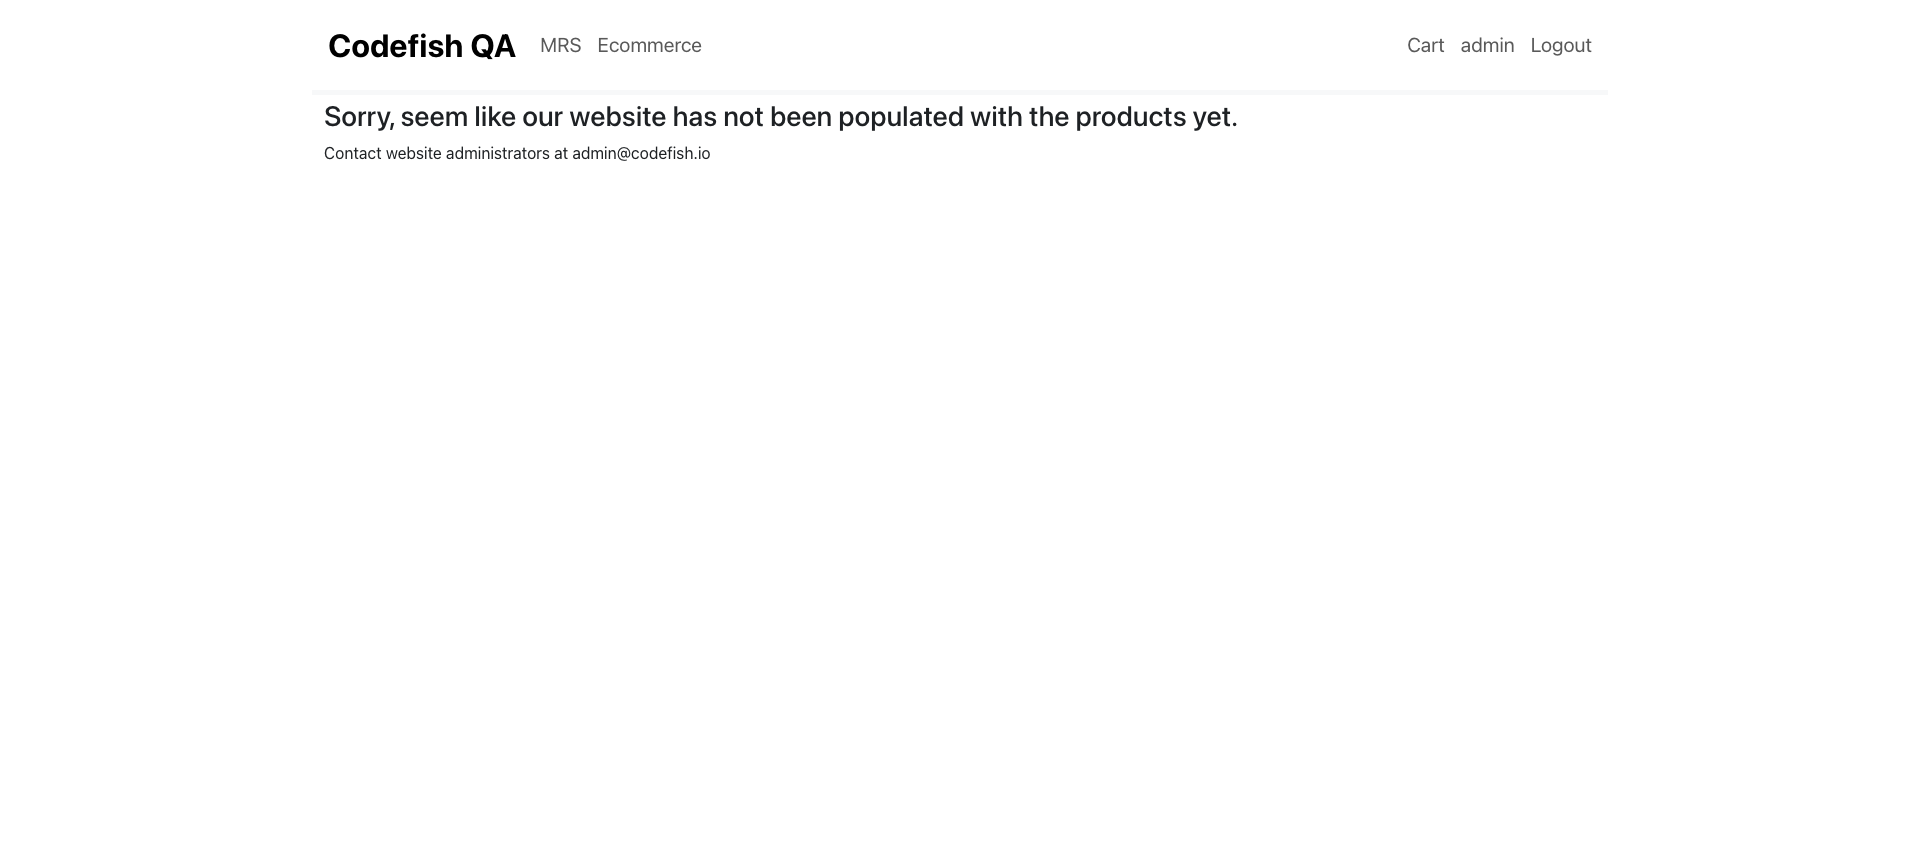 Codefish QA MRS Ecommerce Cart admin Logout
Sorry, seem like our website has not been populated with the products yet.
Contact website administrators at admin@codefish.io